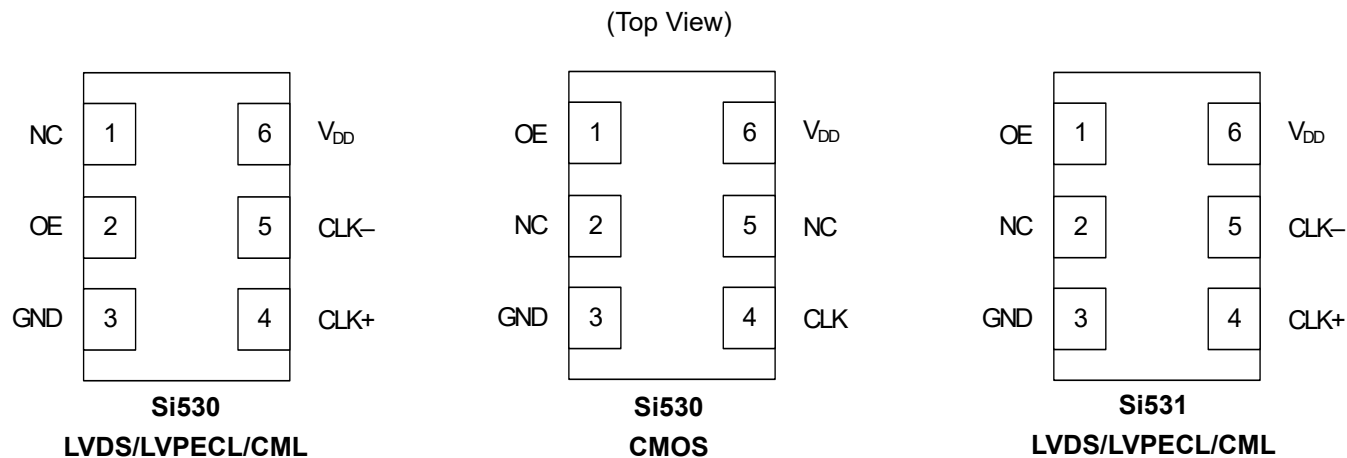 (Top View)
NC 1 6 VDD
OE 2 5 CLK–
GND 3 4 CLK+
Si530
LVDS/LVPECL/CML
OE 1 6 VDD
NC 2 5 NC
GND 3 4 CLK
Si530
CMOS
OE 1 6 VDD
NC 2 5 CLK–
GND 3 4 CLK+
Si531
LVDS/LVPECL/CML